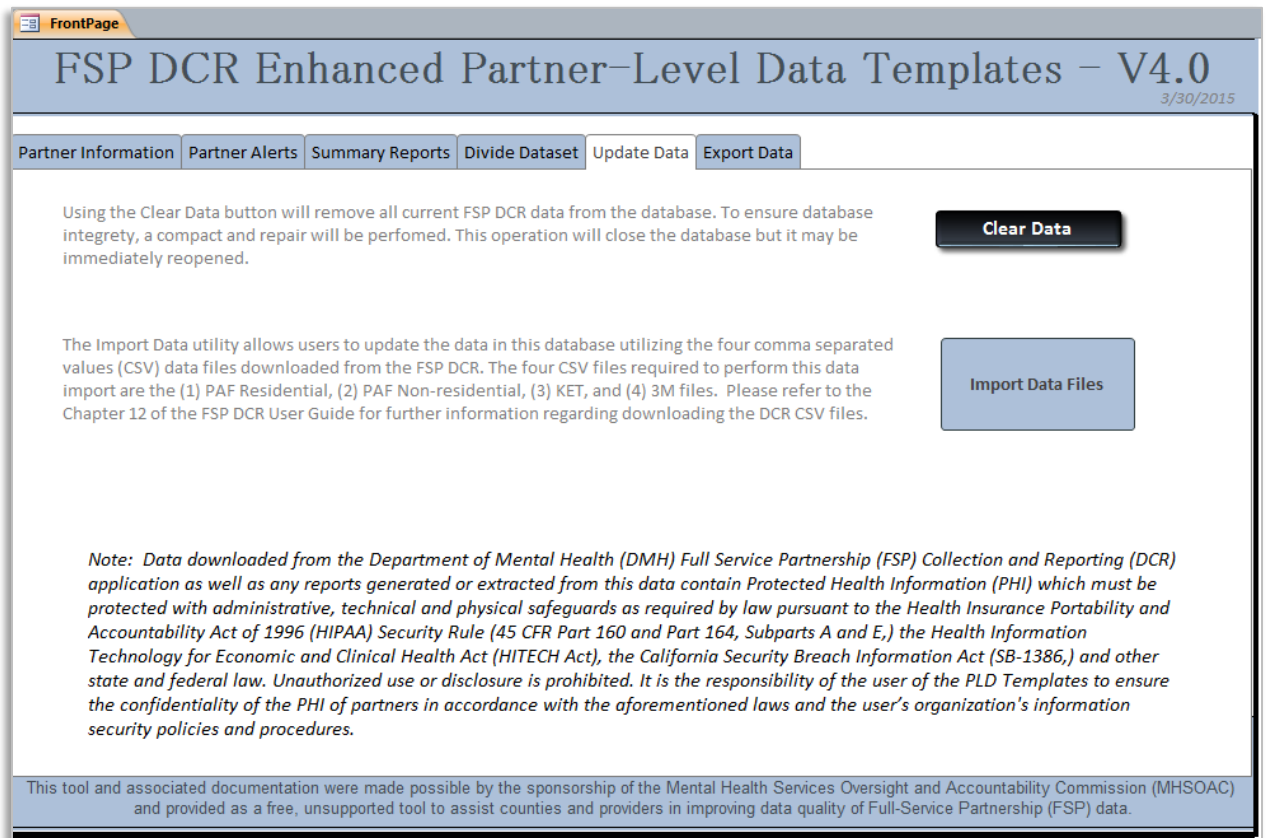 FrontPage
FSP DCR Enhanced Partner-Level Data Templates - V4.0
3/30/2015
Partner Information Partner Alerts Summary Reports Divide Dataset Update Data Export Data
Using the Clear Data button will remove all current FSP DCR data from the database. To ensure database
integrety, a compact and repair will be perfomed. This operation will close the database but it may be
immediately reopened.
Clear Data
The Import Data utility allows users to update the data in this database utilizing the four comma separated
values (CSV) data files downloaded from the FSP DCR. The four CSV files required to perform this data
import are the (1) PAF Residential, (2) PAF Non-residential, (3) KET, and (4) 3M files.  Please refer to the
Chapter 12 of the FSP DCR User Guide for further information regarding downloading the DCR CSV files.
Import Data Files
Note:  Data downloaded from the Department of Mental Health (DMH) Full Service Partnership (FSP) Collection and Reporting (DCR)
application as well as any reports generated or extracted from this data contain Protected Health Information (PHI) which must be
protected with administrative, technical and physical safeguards as required by law pursuant to the Health Insurance Portability and
Accountability Act of 1996 (HIPAA) Security Rule (45 CFR Part 160 and Part 164, Subparts A and E,) the Health Information
Technology for Economic and Clinical Health Act (HITECH Act), the California Security Breach Information Act (SB-1386,) and other
state and federal law. Unauthorized use or disclosure is prohibited. It is the responsibility of the user of the PLD Templates to ensure
the confidentiality of the PHI of partners in accordance with the aforementioned laws and the user's organization's information
security policies and procedures.
This tool and associated documentation were made possible by the sponsorship of the Mental Health Services Oversight and Accountability Commission (MHSOAC)
and provided as a free, unsupported tool to assist counties and providers in improving data quality of Full-Service Partnership (FSP) data.